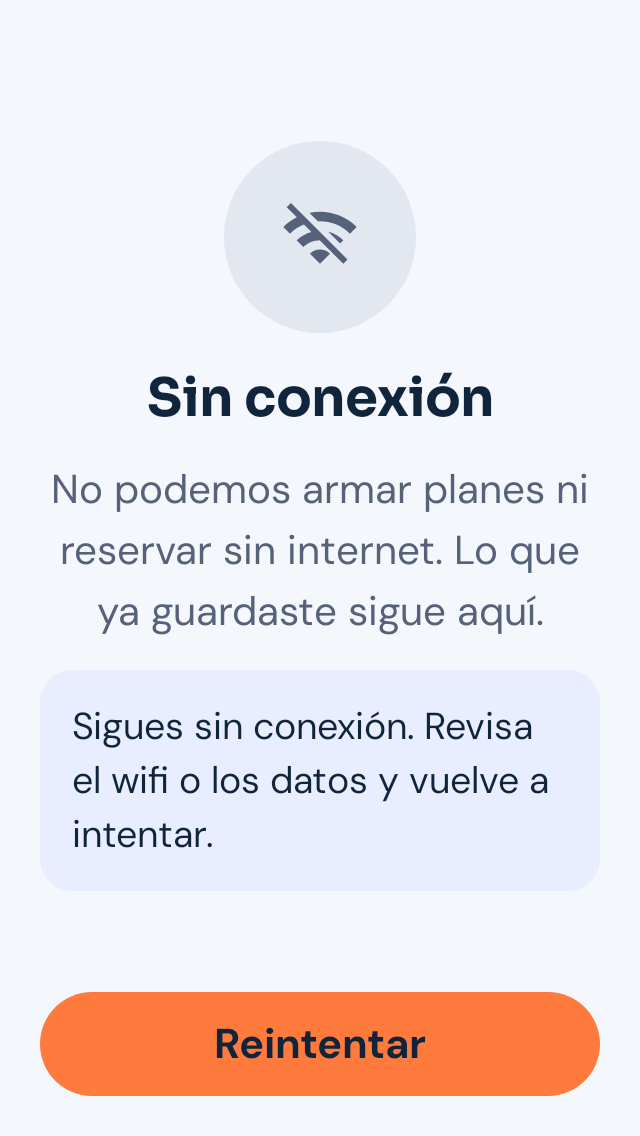 Sin conexión
No podemos armar planes ni
reservar sin internet. Lo que
ya guardaste sigue aquí.
Sigues sin conexión. Revisa
el wifi o los datos y vuelve a
intentar.
Reintentar